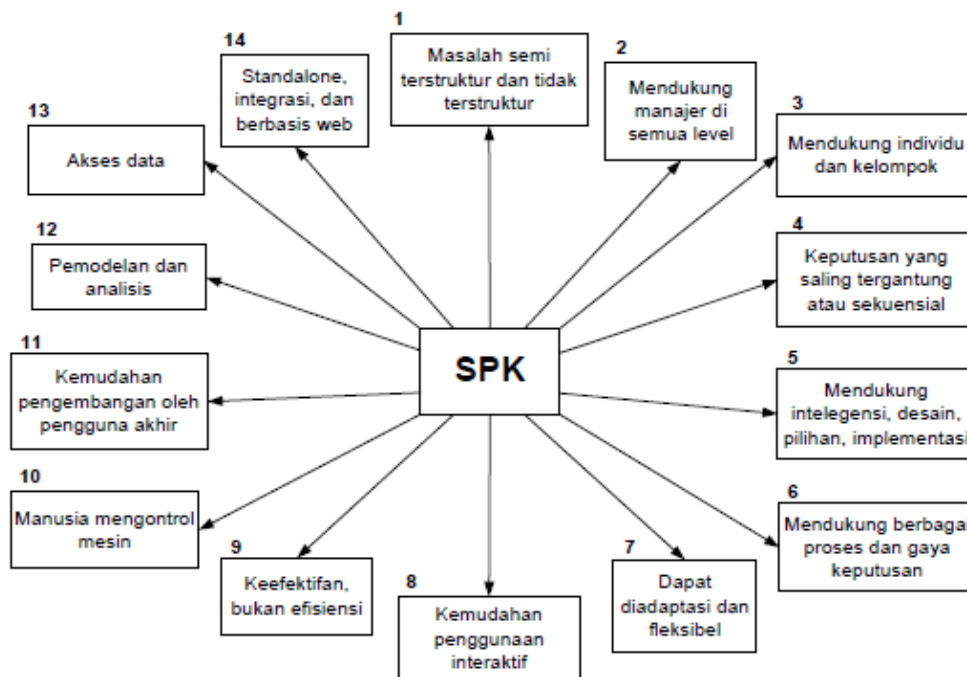 1
Masalah semi
terstruktur dan tidak
terstruktur
2
Mendukung
manajer di
semua level
3
Mendukung individu
dan kelompok
4
Keputusan yang
saling tergantung
atau sekuensial
5
Mendukung
intelegensi, desain,
pilihan, implementasi
6
Mendukung berbagai
proses dan gaya
keputusan
7
Dapat
diadaptasi dan
fleksibel
8
Kemudahan
penggunaan
interaktif
9
Keefektifan,
bukan efisiensi
10
Manusia mengontrol
mesin
11
Kemudahan
pengembangan oleh
pengguna akhir
12
Pemodelan dan
analisis
13
Akses data
14
Standalone,
integrasi, dan
berbasis web
SPK